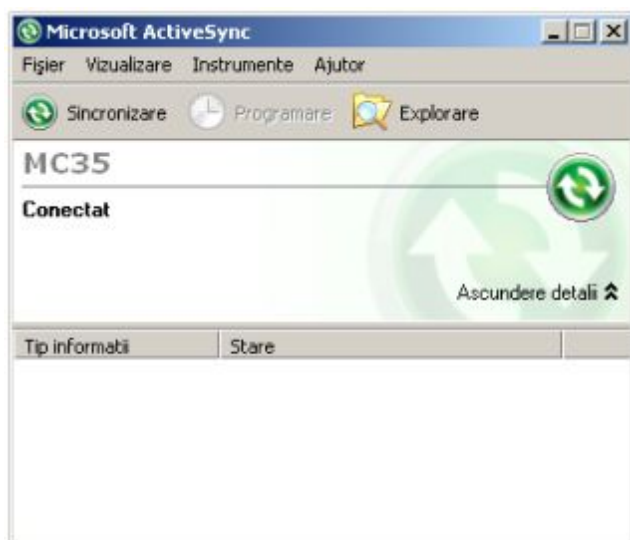 Microsoft ActiveSync
Fişier Vizualizare Instrumente Ajutor
Sincronizare Programare Explorare
MC35
Conectat
Ascundere detalii
Tip informatii Stare